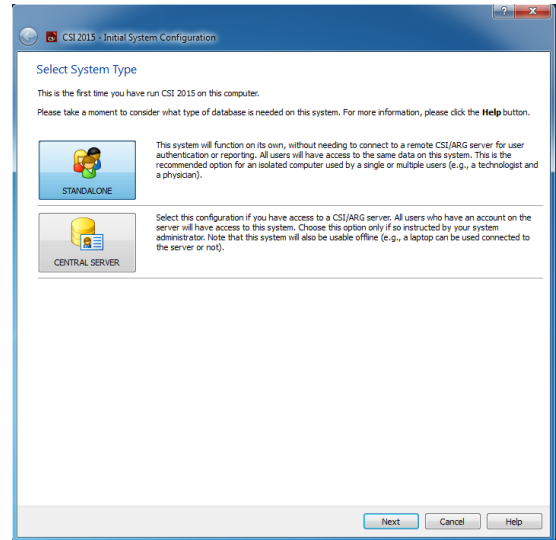 CSI 2015 - Initial System Configuration
Select System Type
This is the first time you have run CSI 2015 on this computer.
Please take a moment to consider what type of database is needed on this system. For more information, please click the Help button.
This system will function on its own, without needing to connect to a remote CSI/ARG server for user
authentication or reporting. All users will have access to the same data on this system. This is the
recommended option for an isolated computer used by a single or multiple users (e.g., a technologist and
a physician).
STANDALONE
Select this configuration if you have access to a CSI/ARG server. All users who have an account on the
server will have access to this system. Choose this option only if so instructed by your system
administrator. Note that this system will also be usable offline (e.g., a laptop can be used connected to
the server or not).
CENTRAL SERVER
Next
Cancel
Help